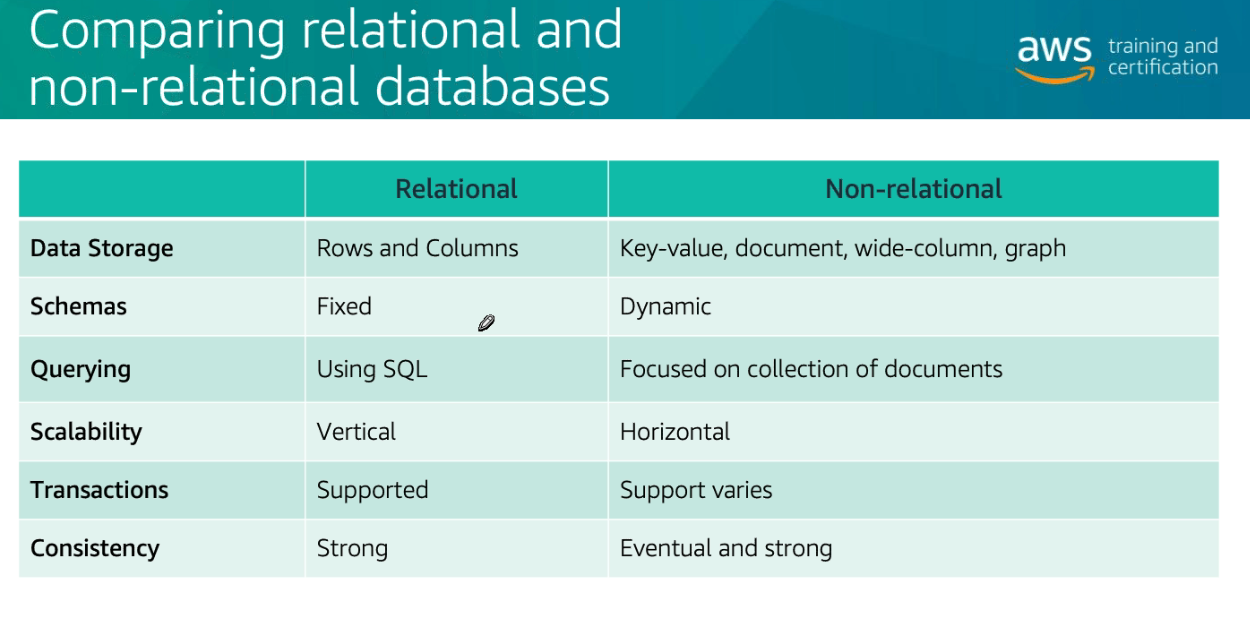 Comparing relational and
non-relational databases
aws training and
certification
Relational Non-relational
Data Storage Rows and Columns Key-value, document, wide-column, graph
Schemas Fixed Dynamic
Querying Using SQL Focused on collection of documents
Scalability Vertical Horizontal
Transactions Supported Support varies
Consistency Strong Eventual and strong